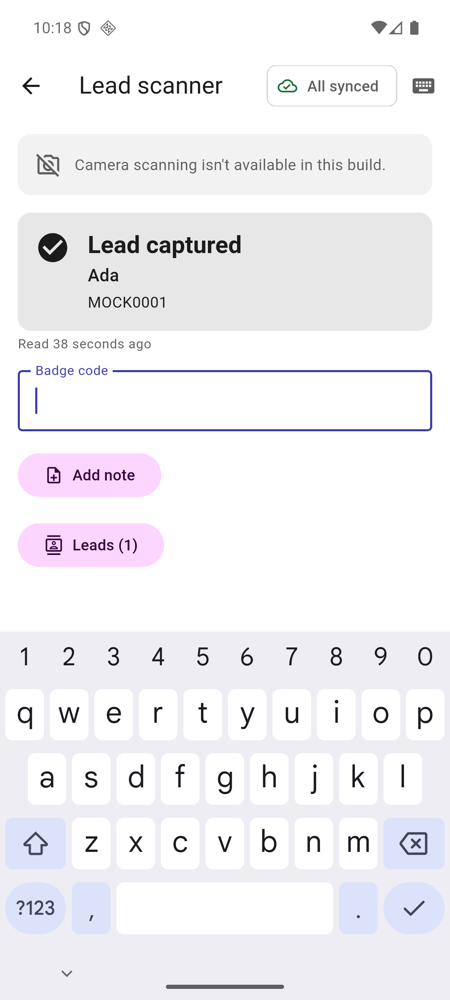 10:18
Lead scanner
All synced
Camera scanning isn't available in this build.
Lead captured
Ada
MOCK0001
Read 38 seconds ago
Badge code
Add note
Leads (1)
1 2 3 4 5 6 7 8 9 0
q w e r t y u i o p
a s d f g h j k l
z x c v b n m
?123 , .